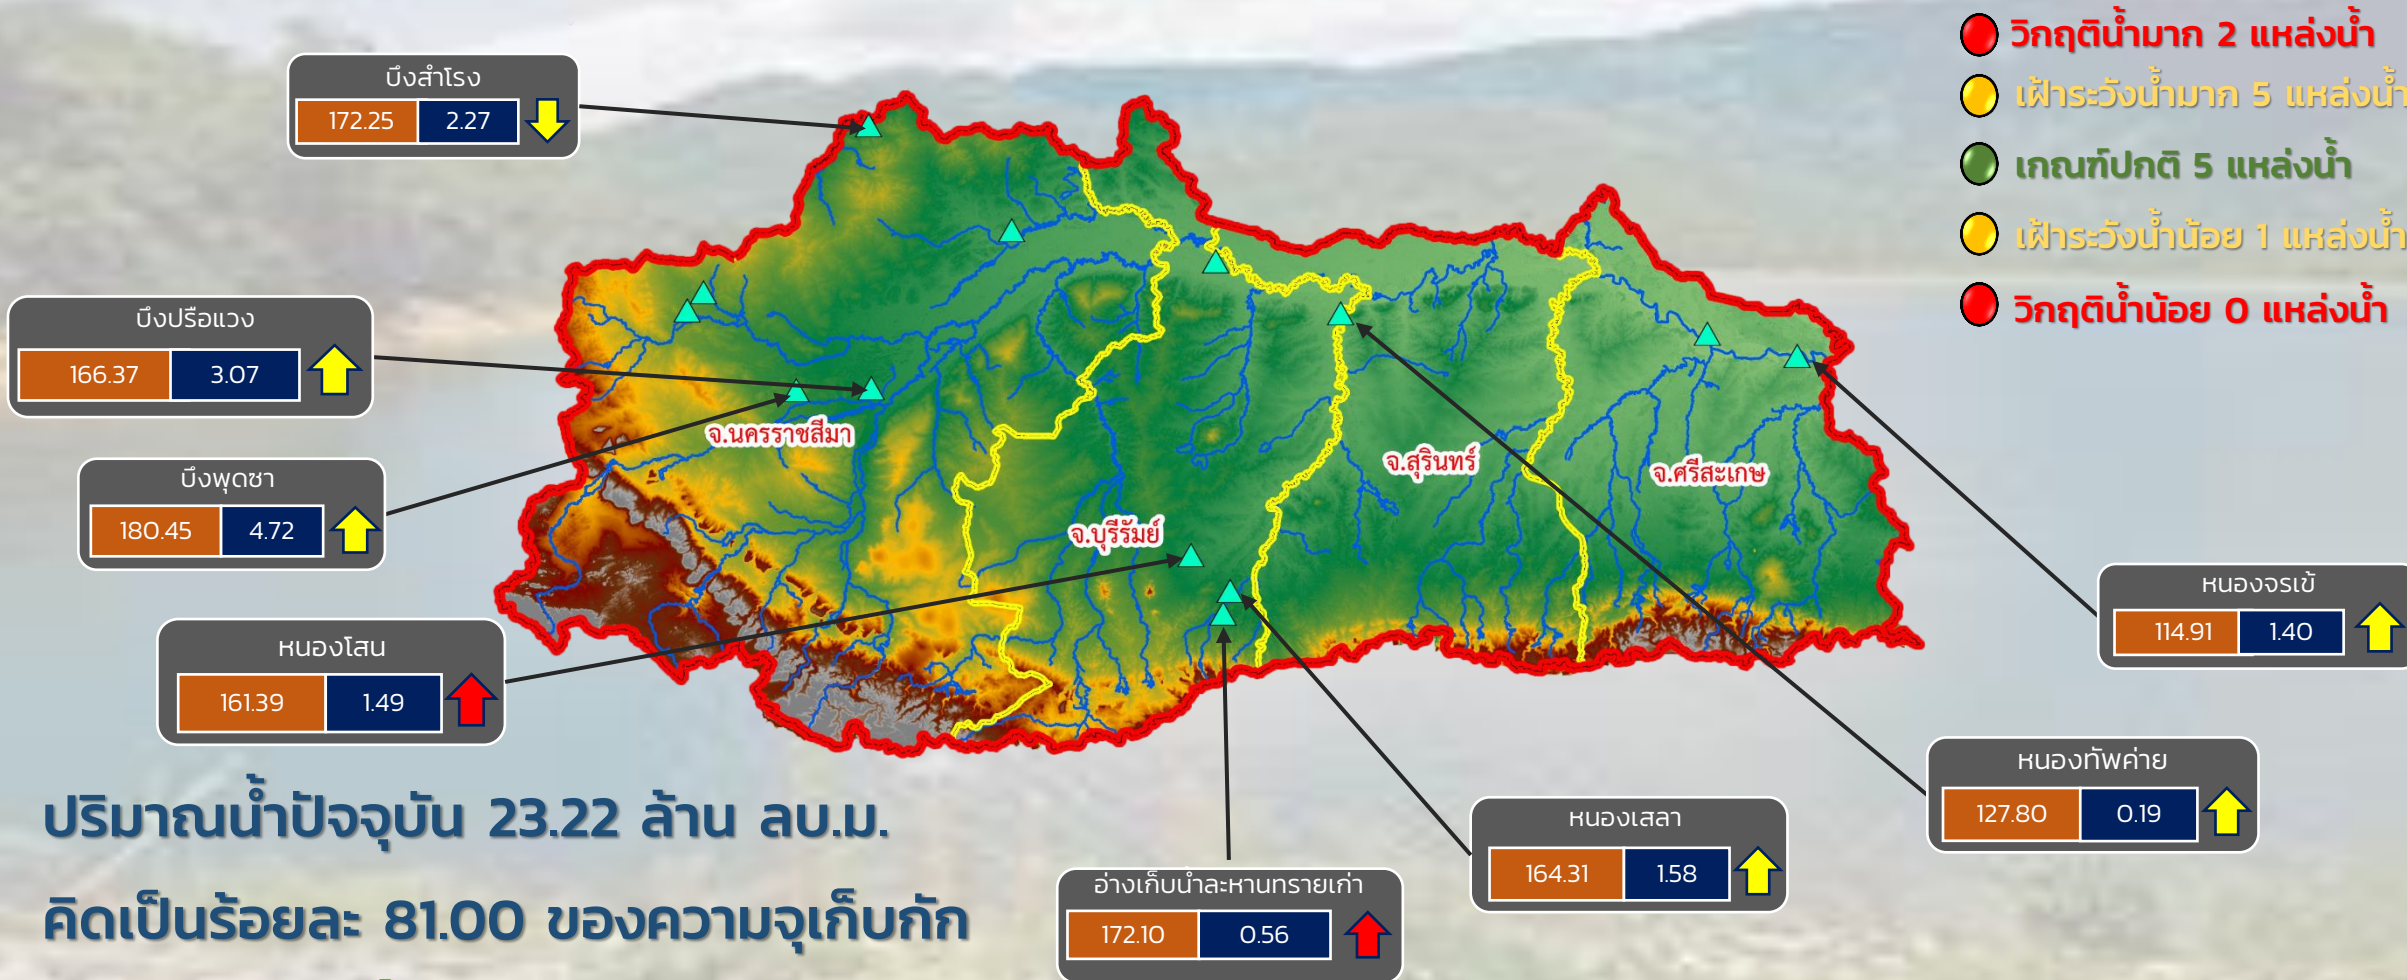 วิกฤติน้ำมาก 2 แหล่งน้ำ
เฝ้าระวังน้ำมาก 5 แหล่งน้ำ
เกณฑ์ปกติ 5 แหล่งน้ำ
เฝ้าระวังน้ำน้อย 1 แหล่งน้ำ
วิกฤติน้ำน้อย 0 แหล่งน้ำ
บึงสำโรง
172.25 2.27
บึงปรือแวง
166.37 3.07
บึงพุดซา
180.45 4.72
หนองโสน
161.39 1.49
จ.นครราชสีมา
จ.บุรีรัมย์
จ.สุรินทร์
จ.ศรีสะเกษ
หนองจรเข้
114.91 1.40
หนองทัพค่าย
127.80 0.19
หนองเสลา
164.31 1.58
อ่างเก็บน้ำละหานทรายเก่า
172.10 0.56
ปริมาณน้ำปัจจุบัน 23.22 ล้าน ลบ.ม.
คิดเป็นร้อยละ 81.00 ของความจุเก็บกัก